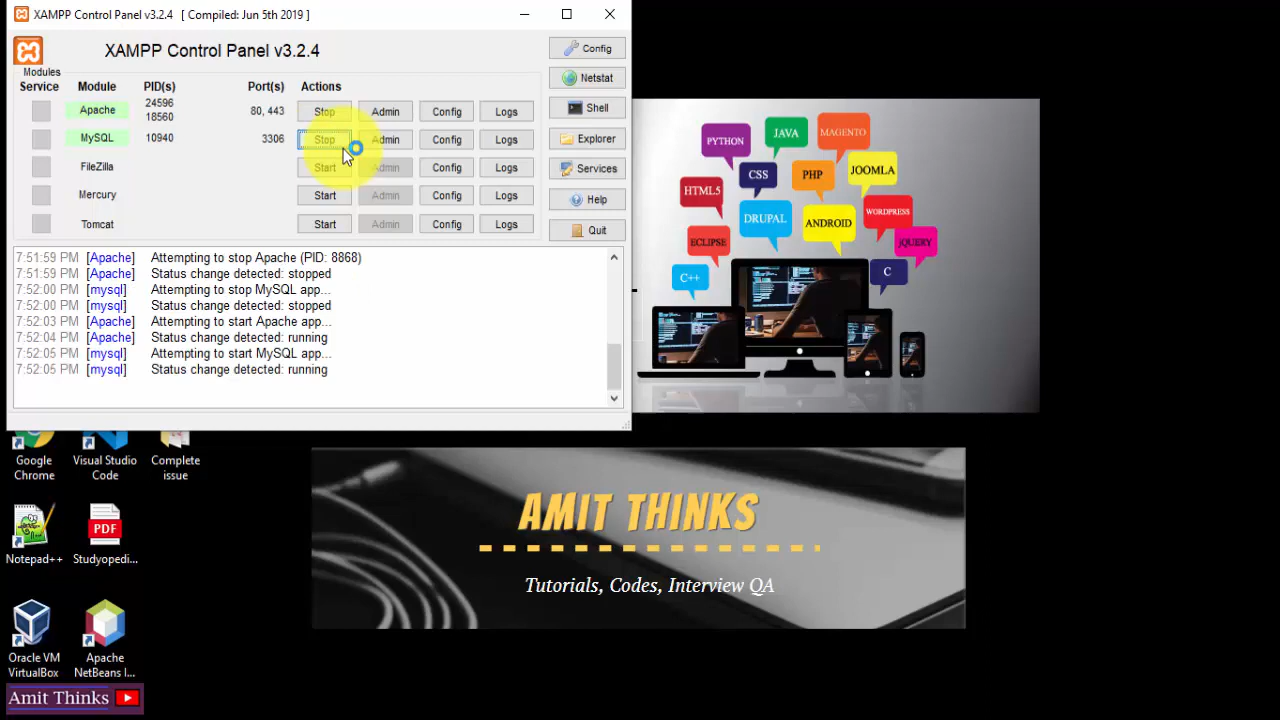 XAMPP Control Panel v3.2.4 [ Compiled: Jun 5th 2019 ]
XAMPP Control Panel v3.2.4
Config
Modules
Service Module PID(s) Port(s) Actions
Netstat
Apache 24596 18560 80, 443 Stop Admin Config Logs
Shell
MySQL 10940 3306 Stop Admin Config Logs
Explorer
FileZilla Start Admin Config Logs
Services
Mercury Start Admin Config Logs
Help
Tomcat Start Admin Config Logs
Quit
7:51:59 PM [Apache] Attempting to stop Apache (PID: 8868)
7:51:59 PM [Apache] Status change detected: stopped
7:52:00 PM [mysql] Attempting to stop MySQL app...
7:52:00 PM [mysql] Status change detected: stopped
7:52:03 PM [Apache] Attempting to start Apache app...
7:52:04 PM [Apache] Status change detected: running
7:52:05 PM [mysql] Attempting to start MySQL app...
7:52:05 PM [mysql] Status change detected: running
PYTHON
JAVA
MAGENTO
CSS
PHP
JOOMLA
HTML5
DRUPAL
ANDROID
WORDPRESS
ECLIPSE
jQUERY
C++
C
Google Chrome
Visual Studio Code
Complete issue
Notepad++
PDF
Studyopedi...
Oracle VM VirtualBox
Apache NetBeans I...
AMIT THINKS
Tutorials, Codes, Interview QA
Amit Thinks